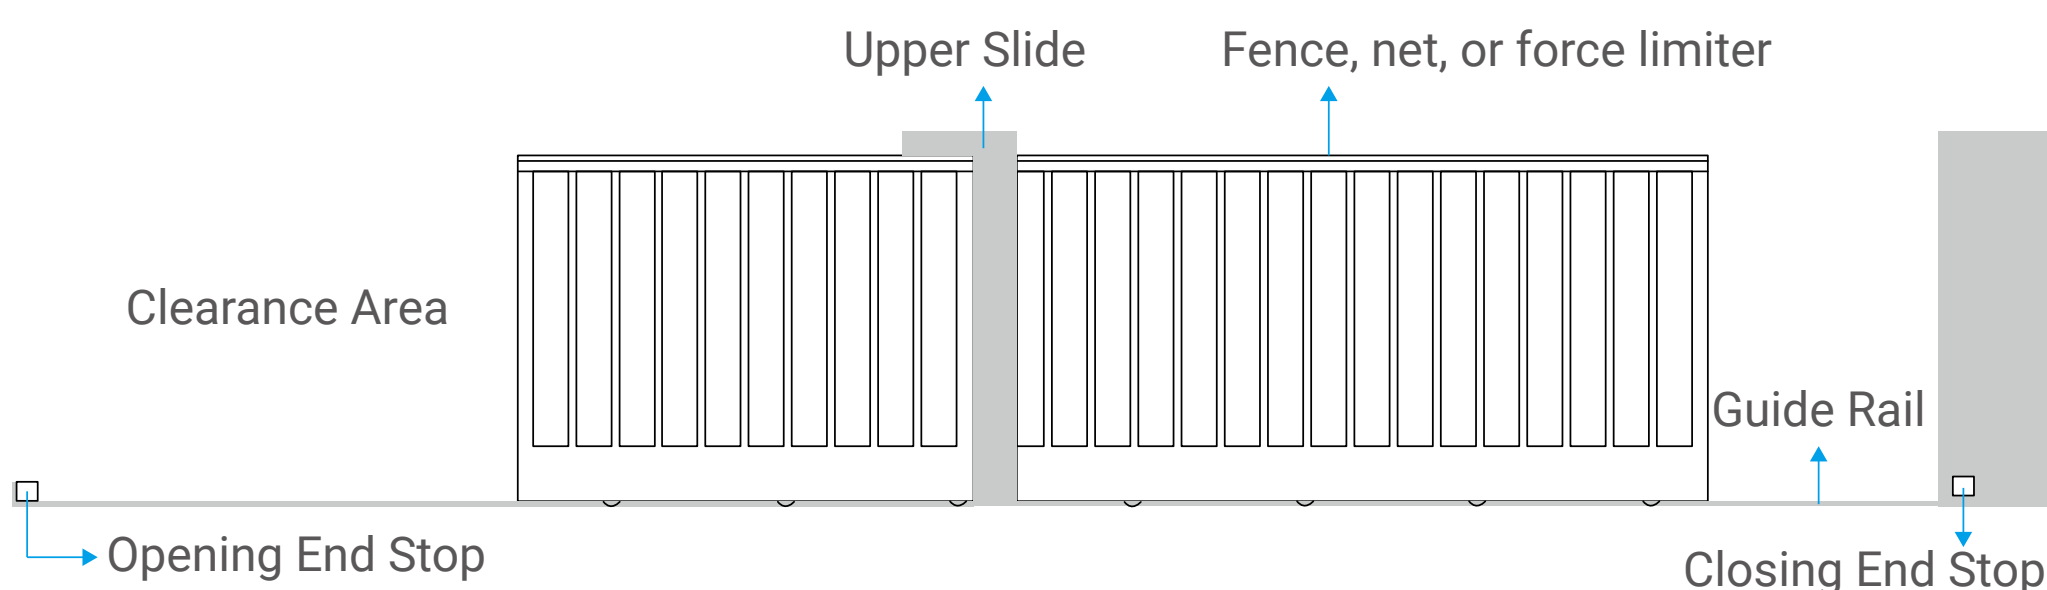 Upper Slide
Fence, net, or force limiter
Clearance Area
Guide Rail
Opening End Stop
Closing End Stop